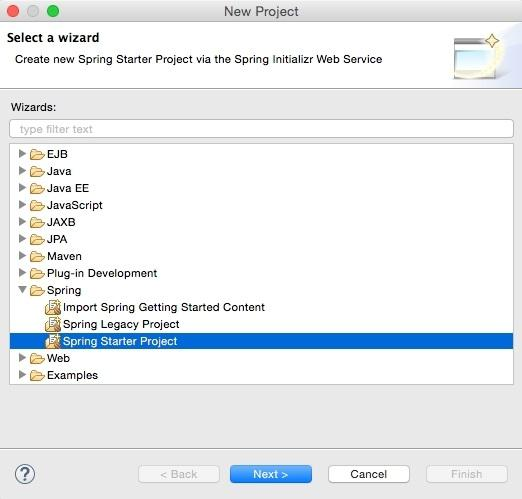 New Project
Select a wizard
Create new Spring Starter Project via the Spring Initializr Web Service
Wizards:
type filter text
EJB
Java
Java EE
JavaScript
JAXB
JPA
Maven
Plug-in Development
Spring
Import Spring Getting Started Content
Spring Legacy Project
Spring Starter Project
Web
Examples
?
< Back
Next >
Cancel
Finish